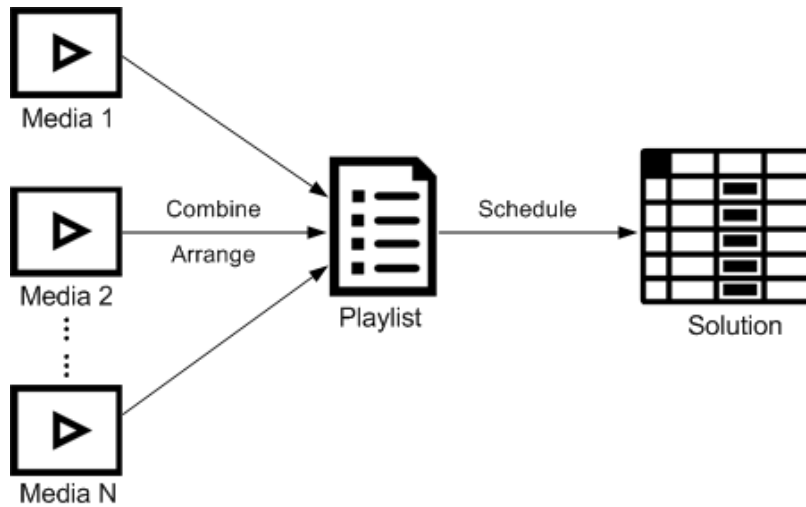 Media 1
Combine
Arrange
Schedule
Media 2
Playlist
Solution
Media N